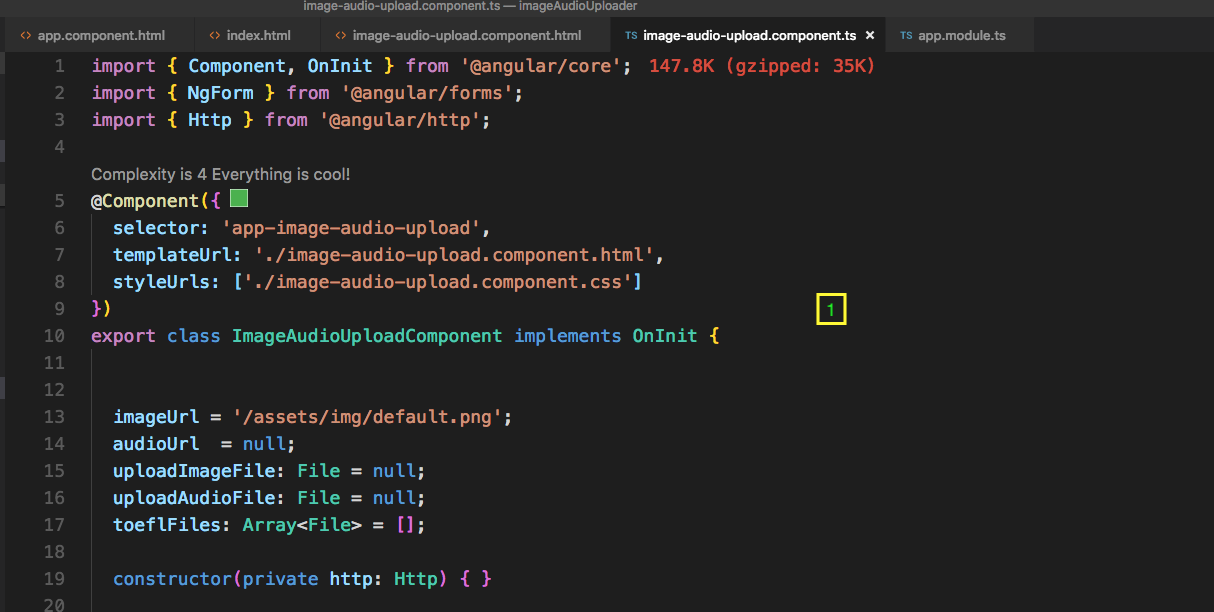 image-audio-upload.component.ts — imageAudioUploader
<> app.component.html <> index.html <> image-audio-upload.component.html TS image-audio-upload.component.ts × TS app.module.ts
1 import { Component, OnInit } from '@angular/core'; 147.8K (gzipped: 35K)
2 import { NgForm } from '@angular/forms';
3 import { Http } from '@angular/http';
4
Complexity is 4 Everything is cool!
5 @Component({
6 selector: 'app-image-audio-upload',
7 templateUrl: './image-audio-upload.component.html',
8 styleUrls: ['./image-audio-upload.component.css']
9 })
1
10 export class ImageAudioUploadComponent implements OnInit {
11
12
13 imageUrl = '/assets/img/default.png';
14 audioUrl  = null;
15 uploadImageFile: File = null;
16 uploadAudioFile: File = null;
17 toeflFiles: Array<File> = [];
18
19 constructor(private http: Http) { }
20